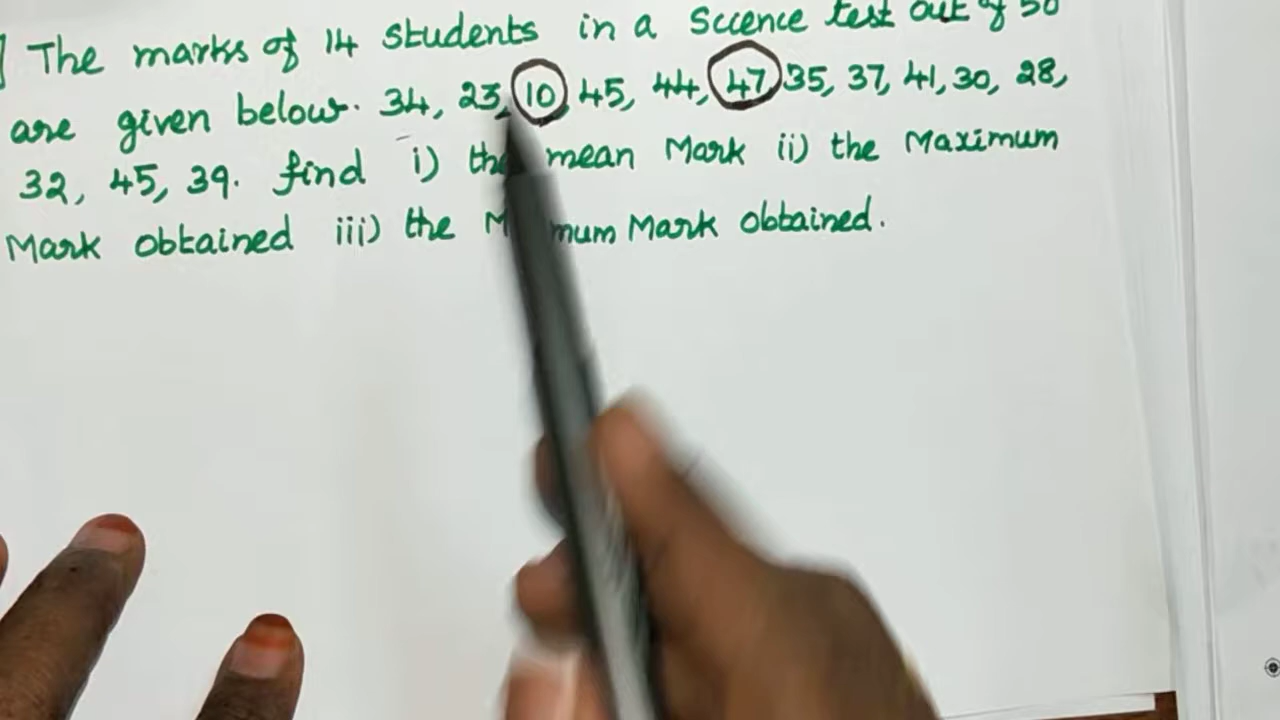 The marks of 14 students in a Science test out of 50
are given below. 34, 23, 10, 45, 44, 47, 35, 37, 41, 30, 28,
32, 45, 39. find i) the mean Mark ii) the Maximum
Mark obtained iii) the Mark obtained.